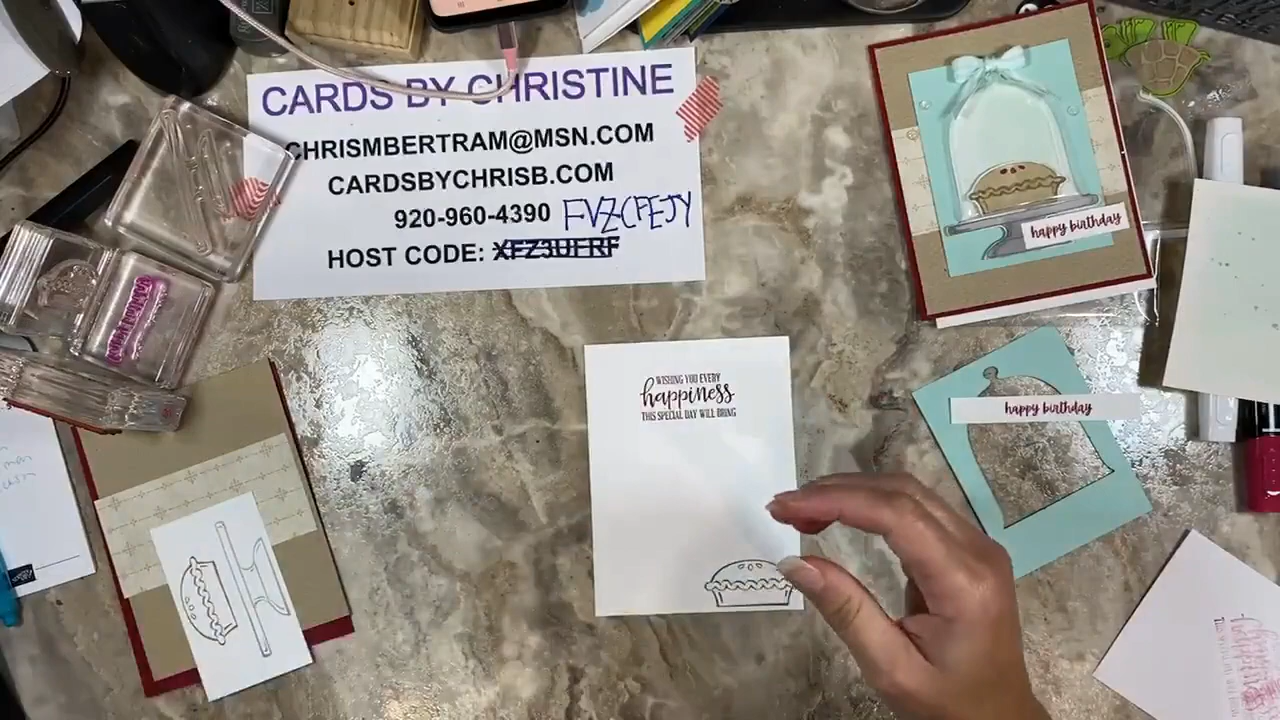 CARDS BY CHRISTINE
CHRISMBERTRAM@MSN.COM
CARDSBYCHRISB.COM
920-960-4390 FVZCPEJY
HOST CODE: XFZ3UFRF
happy birthday
WISHING YOU EVERY
happiness
THIS SPECIAL DAY WILL BRING
happy birthday